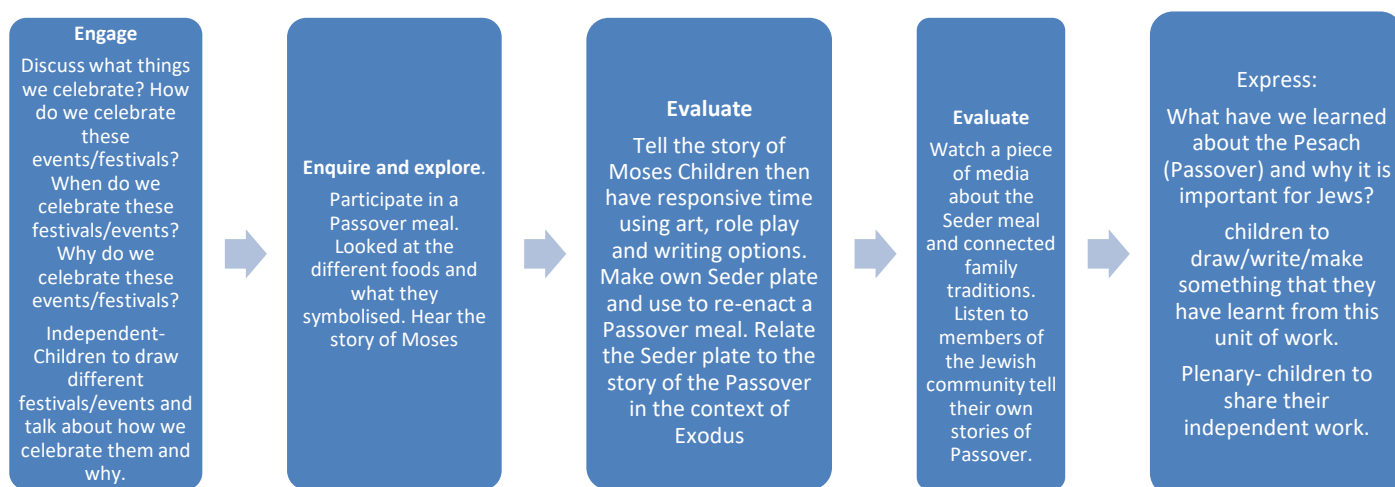 Engage
Discuss what things
we celebrate? How
do we celebrate
these
events/festivals?
When do we
celebrate these
festivals/events?
Why do we
celebrate these
events/festivals?
Independent-
Children to draw
different
festivals/events and
talk about how we
celebrate them and
why.
Enquire and explore.
Participate in a
Passover meal.
Looked at the
different foods and
what they
symbolised. Hear the
story of Moses
Evaluate
Tell the story of
Moses Children then
have responsive time
using art, role play
and writing options.
Make own Seder plate
and use to re-enact a
Passover meal. Relate
the Seder plate to the
story of the Passover
in the context of
Exodus
Evaluate
Watch a piece
of media
about the
Seder meal
and connected
family
traditions.
Listen to
members of
the Jewish
community tell
their own
stories of
Passover.
Express:
What have we learned
about the Pesach
(Passover) and why it is
important for Jews?
children to
draw/write/make
something that they
have learnt from this
unit of work.
Plenary- children to
share their
independent work.